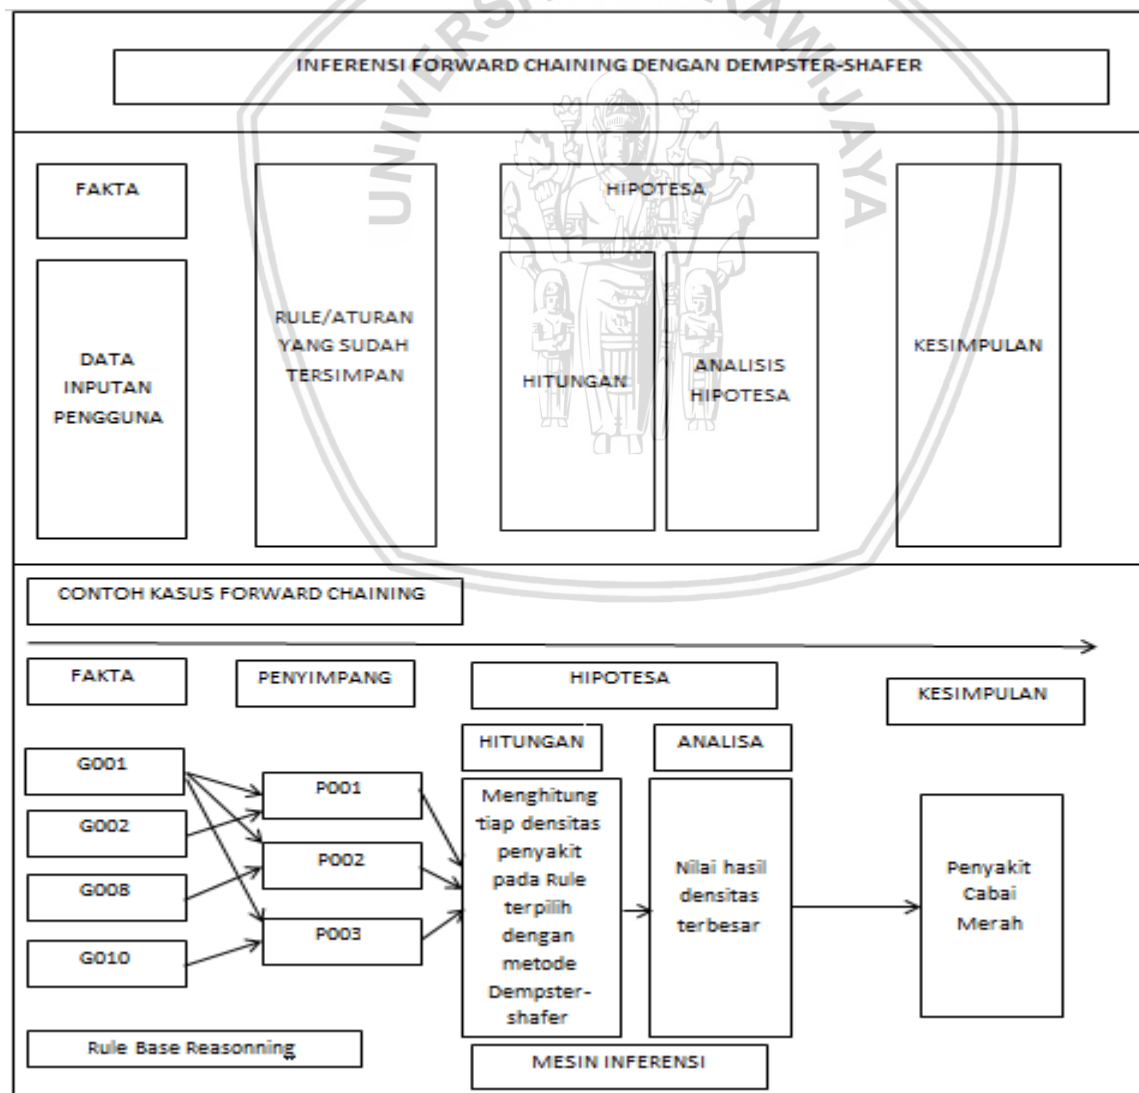 UNIVERSITAS BRAWIJAYA
INFERENSI FORWARD CHAINING DENGAN DEMPSTER-SHAFER
FAKTA
DATA
INPUTAN
PENGGUNA
RULE/ATURAN
YANG SUDAH
TERSIMPAN
HIPOTESA
HITUNGAN
ANALISIS
HIPOTESA
KESIMPULAN
CONTOH KASUS FORWARD CHAINING
FAKTA
PENYIMPANG
HIPOTESA
KESIMPULAN
HITUNGAN
ANALISA
G001
G002
G008
G010
P001
P002
P003
Menghitung
tiap densitas
penyakit
pada Rule
terpilih
dengan
metode
Dempster-
shafer
Nilai hasil
densitas
terbesar
Penyakit
Cabai
Merah
Rule Base Reasonning
MESIN INFERENSI